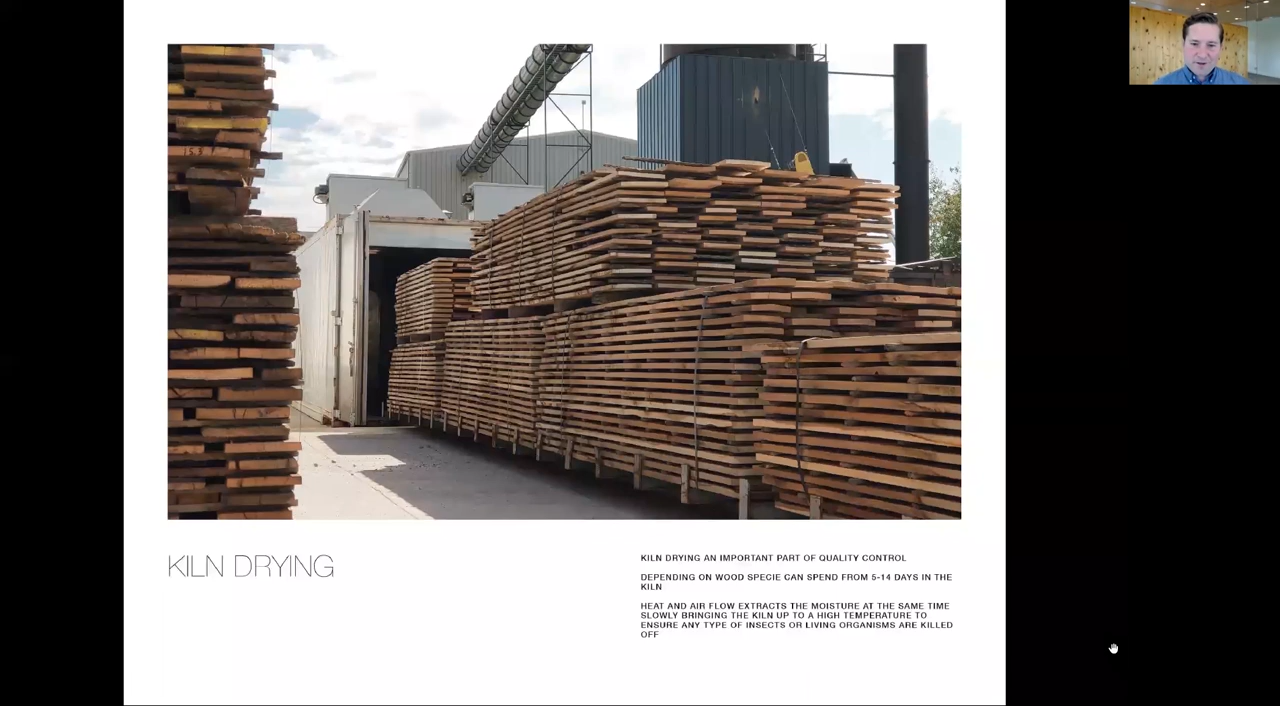 153
KILN DRYING
KILN DRYING AN IMPORTANT PART OF QUALITY CONTROL
DEPENDING ON WOOD SPECIE CAN SPEND FROM 5-14 DAYS IN THE
KILN
HEAT AND AIR FLOW EXTRACTS THE MOISTURE AT THE SAME TIME
SLOWLY BRINGING THE KILN UP TO A HIGH TEMPERATURE TO
ENSURE ANY TYPE OF INSECTS OR LIVING ORGANISMS ARE KILLED
OFF